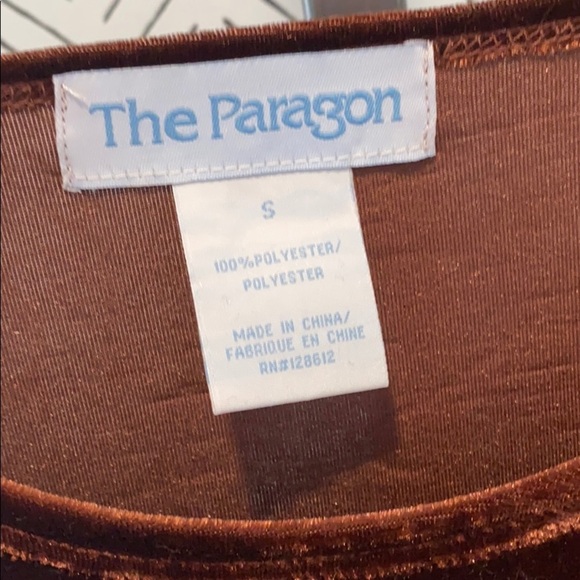 The Paragon
S
100%POLYESTER/
POLYESTER
MADE IN CHINA/
FABRIQUE EN CHINE
RN#128612